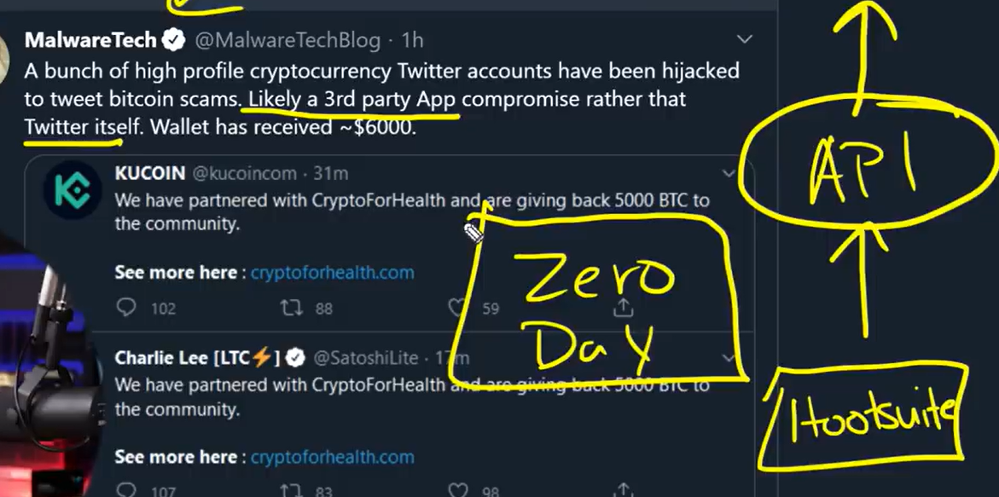 MalwareTech @MalwareTechBlog · 1h
A bunch of high profile cryptocurrency Twitter accounts have been hijacked
to tweet bitcoin scams. Likely a 3rd party App compromise rather that
Twitter itself. Wallet has received ~$6000.
KUCOIN @kucoincom · 31m
We have partnered with CryptoForHealth and are giving back 5000 BTC to
the community.
See more here : cryptoforhealth.com
102 88 59
Charlie Lee [LTC⚡] @SatoshiLite · 17m
We have partnered with CryptoForHealth and are giving back 5000 BTC to
the community.
See more here : cryptoforhealth.com
107 83 98
Zero
Day
API
Hootsuite